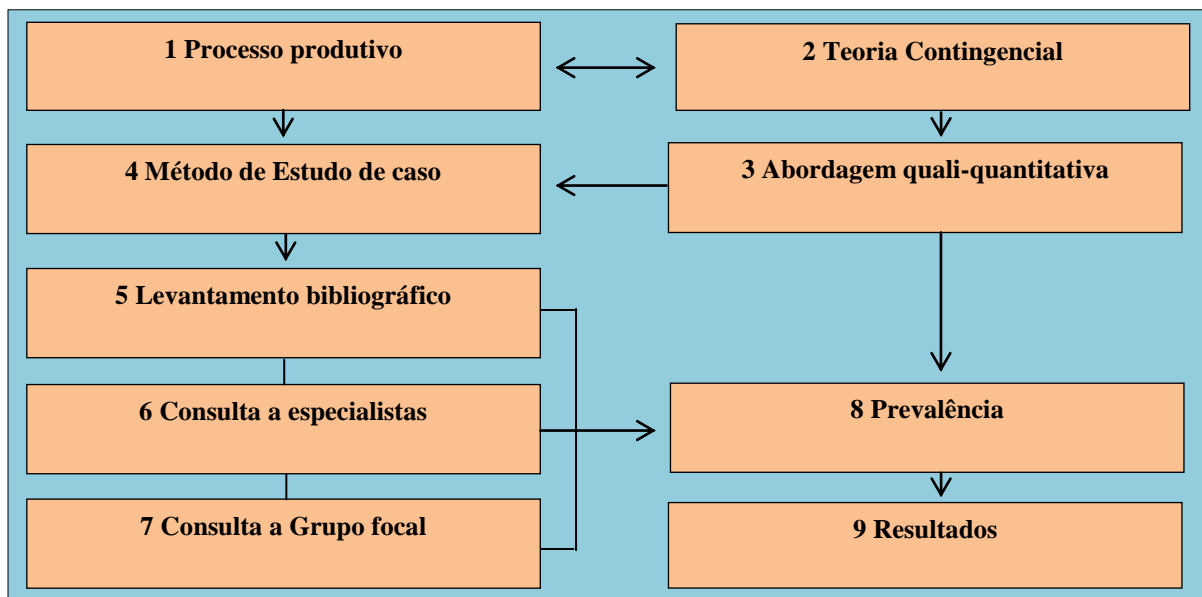 1 Processo produtivo
2 Teoria Contingencial
4 Método de Estudo de caso
3 Abordagem quali-quantitativa
5 Levantamento bibliográfico
6 Consulta a especialistas
8 Prevalência
7 Consulta a Grupo focal
9 Resultados